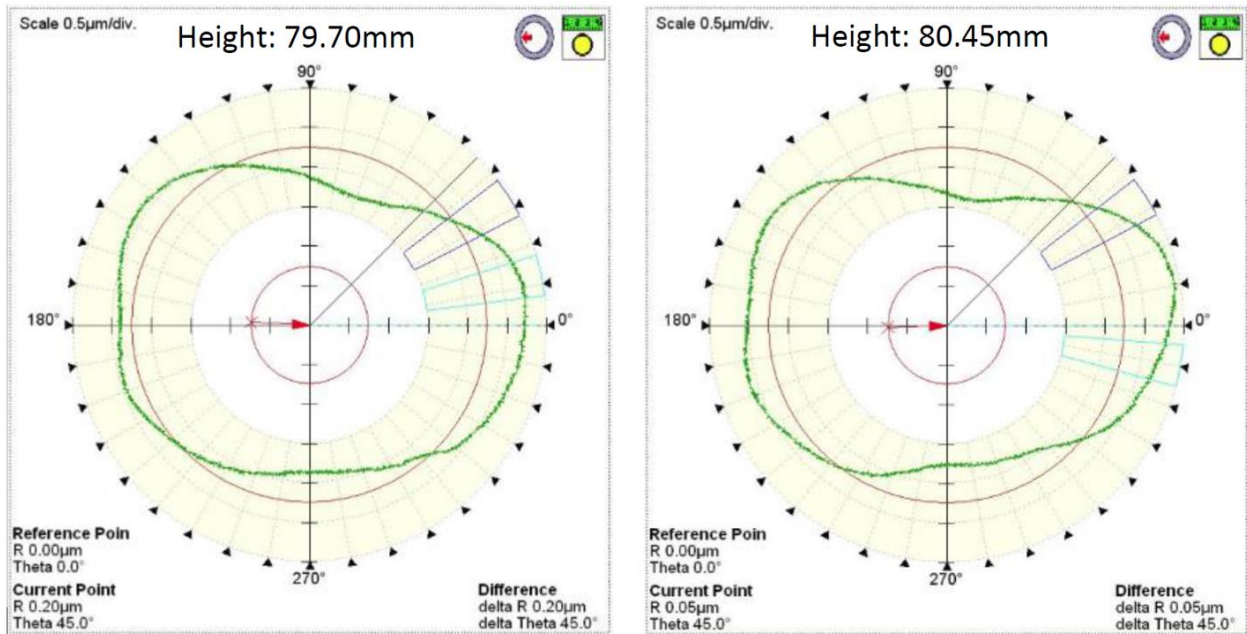 Scale 0.5µm/div.
Height: 79.70mm
90°
180°
0°
270°
Reference Poin
R 0.00µm
Theta 0.0°
Current Point
R 0.20µm
Theta 45.0°
Difference
delta R 0.20µm
delta Theta 45.0°
Scale 0.5µm/div.
Height: 80.45mm
90°
180°
0°
270°
Reference Poin
R 0.00µm
Theta 0.0°
Current Point
R 0.05µm
Theta 45.0°
Difference
delta R 0.05µm
delta Theta 45.0°